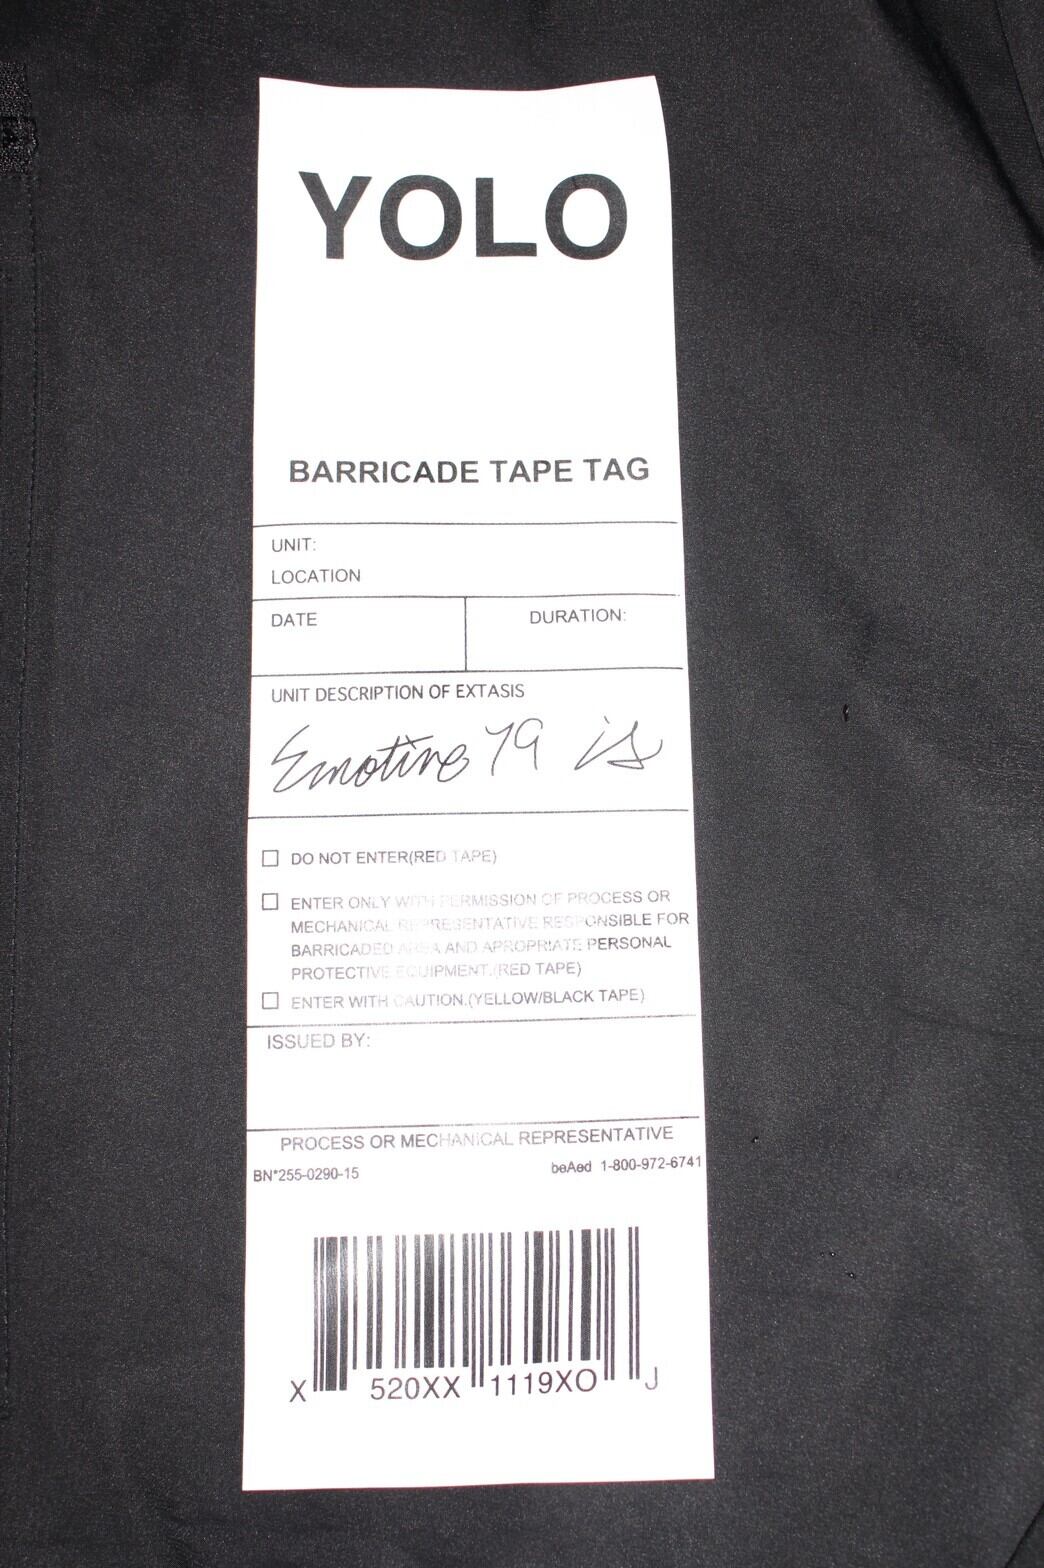 YOLO
BARRICADE TAPE TAG
UNIT:
LOCATION
DATE
DURATION:
UNIT DESCRIPTION OF EXTASIS
Emotive 79 is
DO NOT ENTER(RED TAPE)
ENTER ONLY WITH PERMISSION OF PROCESS OR
MECHANICAL REPRESENTATIVE RESPONSIBLE FOR
BARRICADED AREA AND APROPRIATE PERSONAL
PROTECTIVE EQUIPMENT.(RED TAPE)
ENTER WITH CAUTION.(YELLOW/BLACK TAPE)
ISSUED BY:
PROCESS OR MECHANICAL REPRESENTATIVE
BN*255-0290-15
beAed 1-800-972-6741
X 520XX 1119XO J